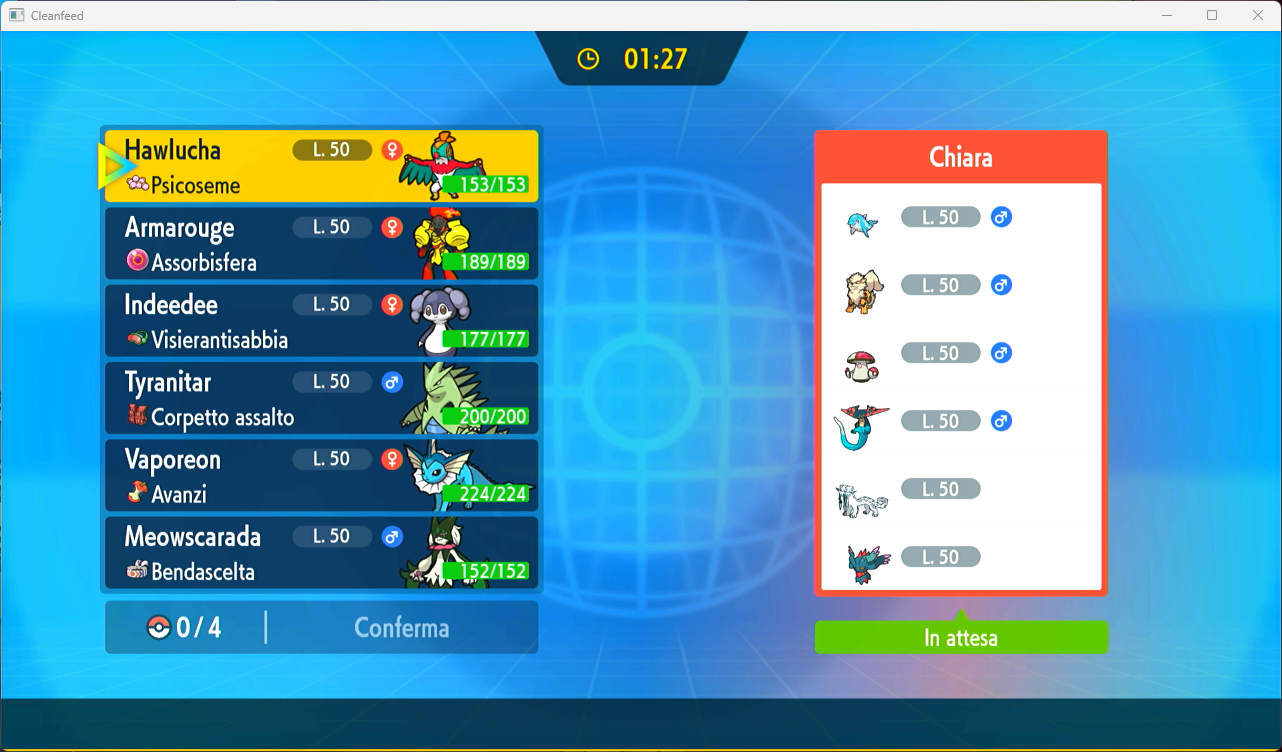 Cleanfeed
01:27
Hawlucha L. 50 ♀
Psicoseme 153/153
Armarouge L. 50 ♀
Assorbisfera 189/189
Indeedee L. 50 ♀
Visierantisabbia 177/177
Tyranitar L. 50 ♂
Corpetto assalto 200/200
Vaporeon L. 50 ♀
Avanzi 224/224
Meowscarada L. 50 ♂
Bendascelta 152/152
0/4 Conferma
Chiara
L. 50 ♂
L. 50 ♂
L. 50 ♂
L. 50 ♂
L. 50
L. 50
In attesa